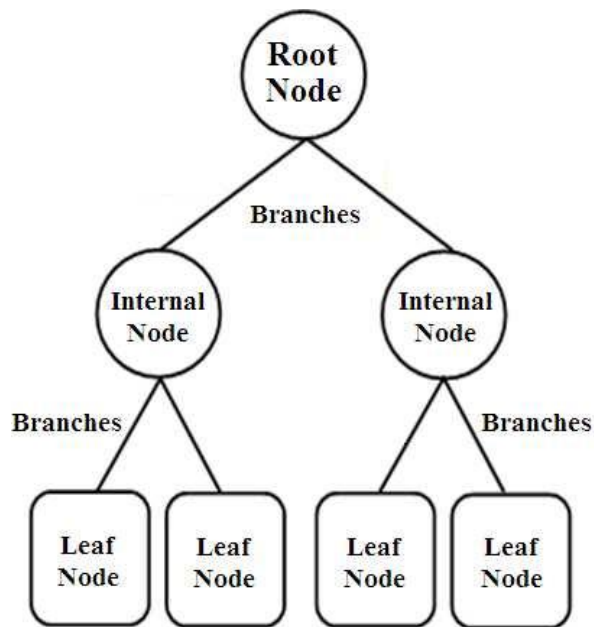 Root
Node
Branches
Internal
Node
Internal
Node
Branches
Branches
Leaf
Node
Leaf
Node
Leaf
Node
Leaf
Node